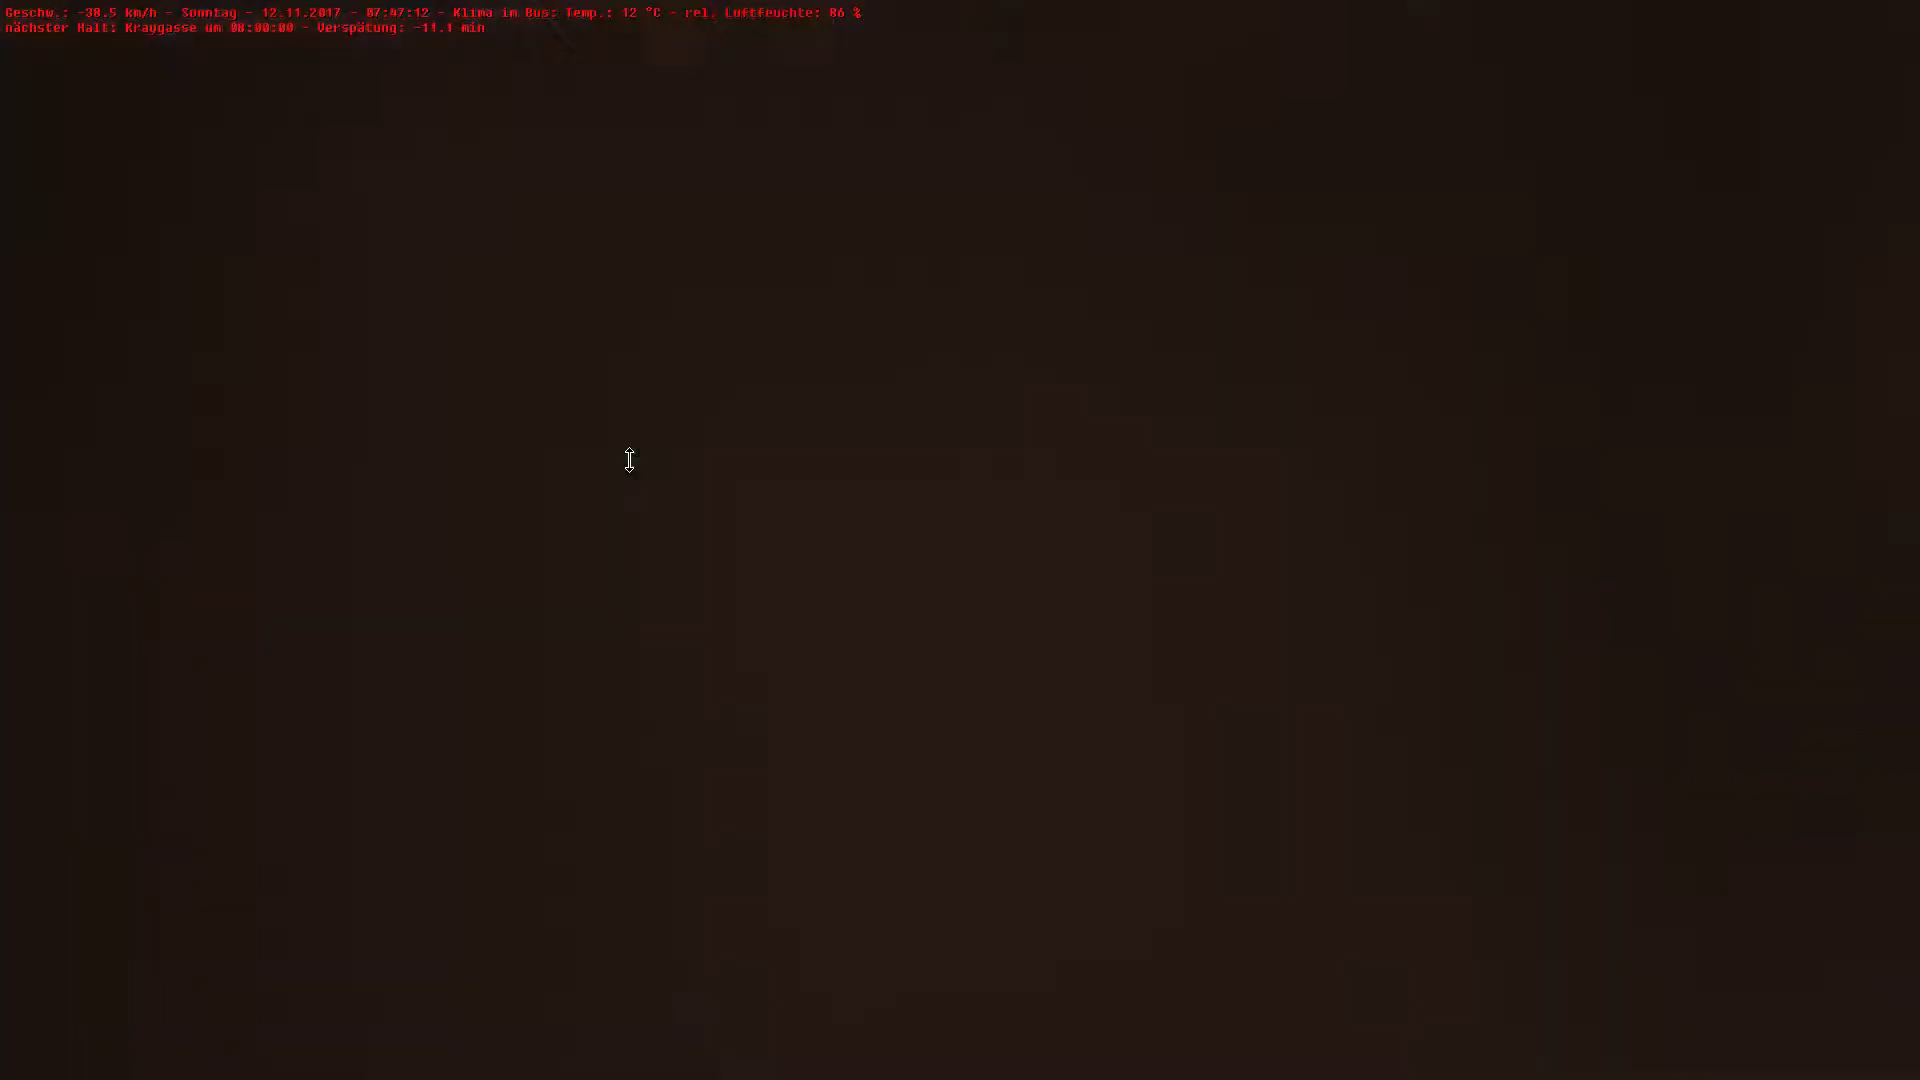 Geschw.: -30.5 km/h - Sonntag - 12.11.2017 - 07:47:12 - Klima im Bus: Temp.: 12 °C - rel. Luftfeuchte: 86 %
nächster Halt: Kraygasse um 08:00:00 - Verspätung: -11.1 min